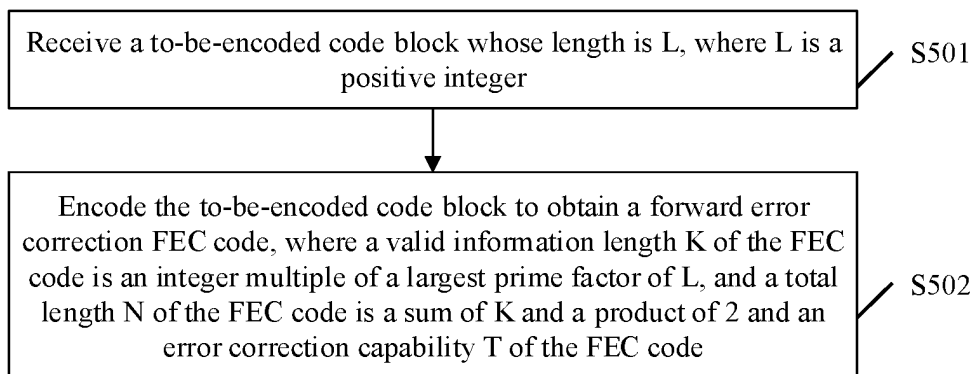 Receive a to-be-encoded code block whose length is L, where L is a
positive integer
S501
Encode the to-be-encoded code block to obtain a forward error
correction FEC code, where a valid information length K of the FEC
code is an integer multiple of a largest prime factor of L, and a total
length N of the FEC code is a sum of K and a product of 2 and an
error correction capability T of the FEC code
S502